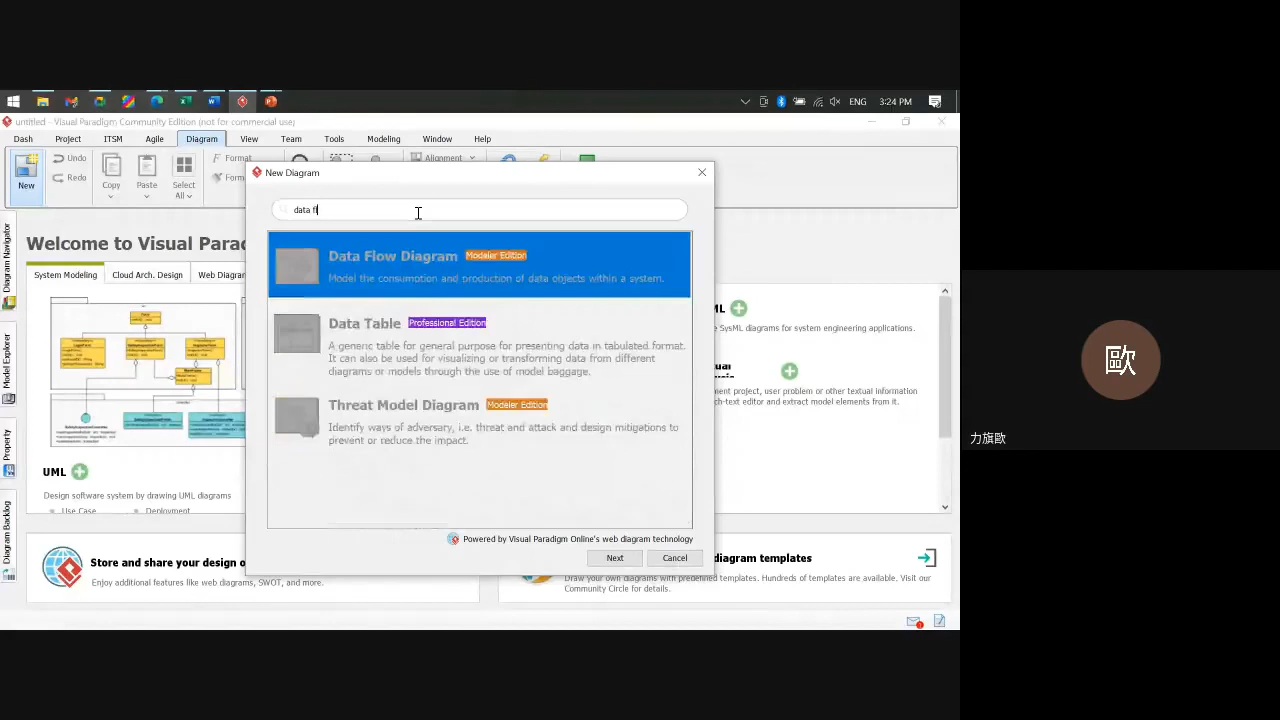 ENG 3:24 PM
untitled - Visual Paradigm Community Edition (not for commercial use)
Dash Project ITSM Agile Diagram View Team Tools Modeling Window Help
New
Undo
Redo
Copy
Paste
Select
All
Format
Alignment
New Diagram
data fl
Data Flow Diagram Modeler Edition
Model the consumption and production of data objects within a system.
Data Table Professional Edition
A generic table for general purpose for presenting data in tabulated format.
It can also be used for visualizing or transforming data from different
diagrams or models through the use of model baggage.
Threat Model Diagram Modeler Edition
Identify ways of adversary, i.e. threat and attack and design mitigations to
prevent or reduce the impact.
Powered by Visual Paradigm Online's web diagram technology
Next Cancel
Diagram Navigator
Model Explorer
Property
Diagram Backlog
Welcome to Visual Parad
System Modeling Cloud Arch. Design Web Diagram
UML
Design software system by drawing UML diagrams
Use Case Deployment
ML
SysML diagrams for system engineering applications.
ment project, user problem or other textual information
ch-text editor and extract model elements from it.
Store and share your design o
Enjoy additional features like web diagrams, SWOT, and more.
diagram templates
Draw your own diagrams with predefined templates. Hundreds of templates are available. Visit our
Community Circle for details.
歐
力旗歐